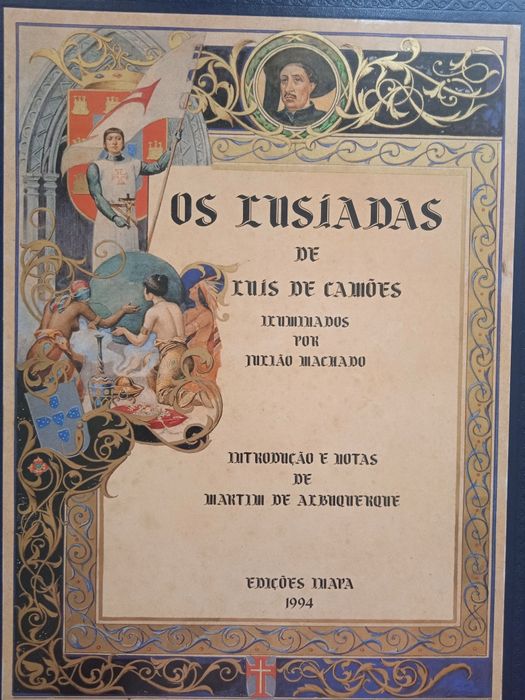 OS LUSÍADAS
DE
LUÍS DE CAMÕES
ILUMINADOS
POR
JULIÃO MACHADO
INTRODUÇÃO E NOTAS
DE
MARTIM DE ALBUQUERQUE
EDIÇÕES INAPA
1994